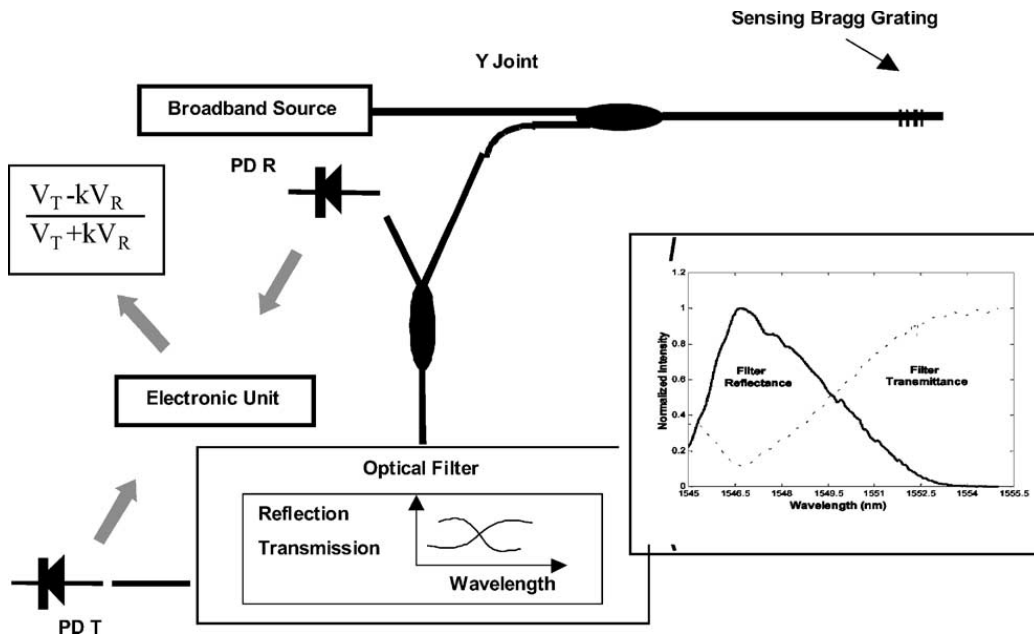 Sensing Bragg Grating
Y Joint
Broadband Source
PD R
V_T -kV_R
V_T +kV_R
Electronic Unit
Optical Filter
Reflection
Transmission
Wavelength
PD T
1.2
1
0.8
0.6
0.4
0.2
0
Normalized Intensity
Filter
Reflectance
Filter
Transmittance
1545 1546.5 1548 1549.5 1551 1552.5 1554 1555.5
Wavelength (nm)